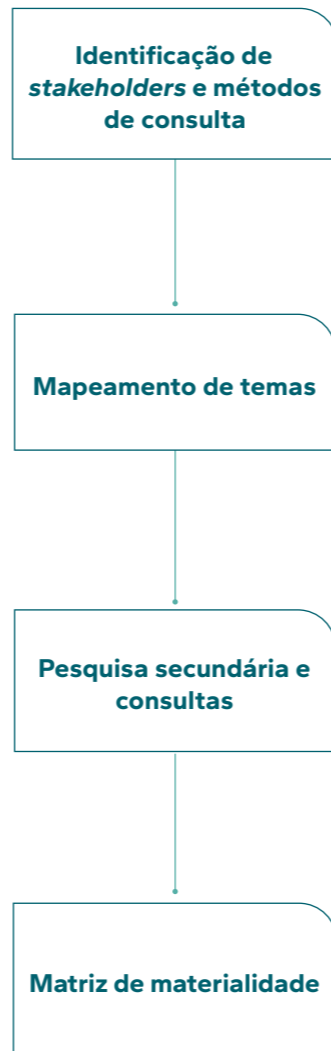 Identificação de
stakeholders e métodos
de consulta
Mapeamento de temas
Pesquisa secundária e
consultas
Matriz de materialidade